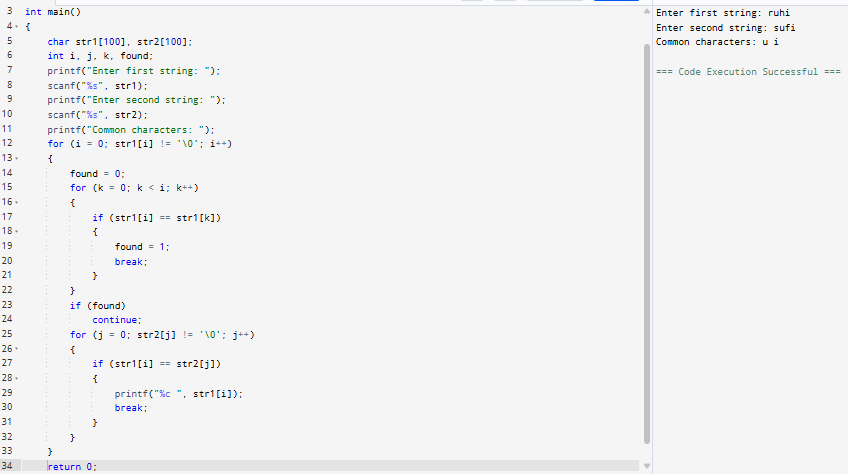 3 int main()
4 {
5 char str1[100], str2[100];
6 int i, j, k, found;
7 printf("Enter first string: ");
8 scanf("%s", str1);
9 printf("Enter second string: ");
10 scanf("%s", str2);
11 printf("Common characters: ");
12 for (i = 0; str1[i] != '\0'; i++)
13 {
14 found = 0;
15 for (k = 0; k < i; k++)
16 {
17 if (str1[i] == str1[k])
18 {
19 found = 1;
20 break;
21 }
22 }
23 if (found)
24 continue;
25 for (j = 0; str2[j] != '\0'; j++)
26 {
27 if (str1[i] == str2[j])
28 {
29 printf("%c ", str1[i]);
30 break;
31 }
32 }
33 }
34 return 0;
Enter first string: ruhi
Enter second string: sufi
Common characters: u i
=== Code Execution Successful ===